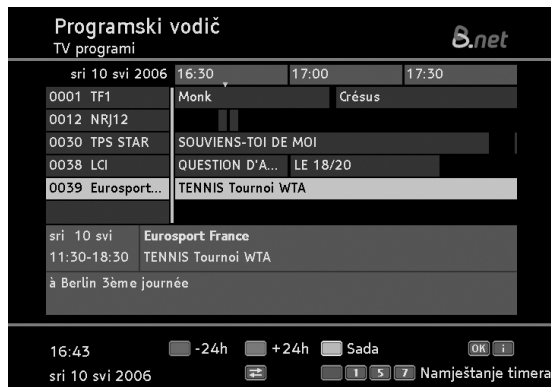 Programski vodič
TV programi
B.net
sri 10 svi 2006 16:30 17:00 17:30
0001 TF1 Monk Crésus
0012 NRJ12
0030 TPS STAR SOUVIENS-TOI DE MOI
0038 LCI QUESTION D'A... LE 18/20
0039 Eurosport... TENNIS Tournoi WTA
sri 10 svi Eurosport France
11:30-18:30 TENNIS Tournoi WTA
à Berlin 3ème journée
16:43 -24h +24h Sada OK i
sri 10 svi 2006 1 5 7 Namještanje timera